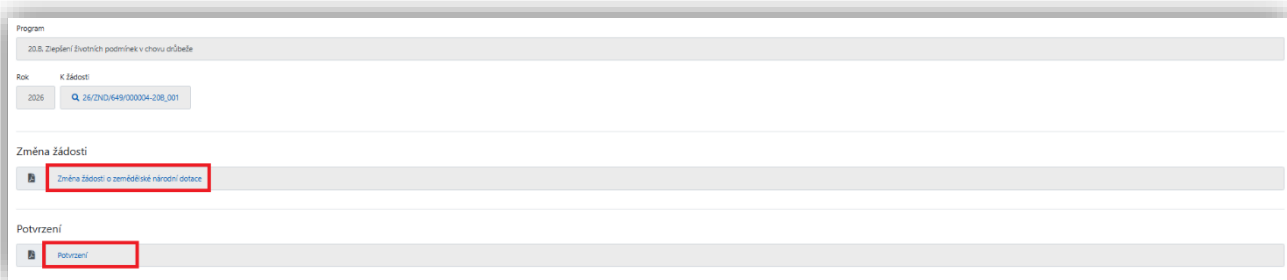 Program
20.B. Zlepšení životních podmínek v chovu drůbeže
Rok K žádosti
2026 26/ZND/649/000004-20B_001
Změna žádosti
Změna žádosti o zemědělské národní dotace
Potvrzení
Potvrzení